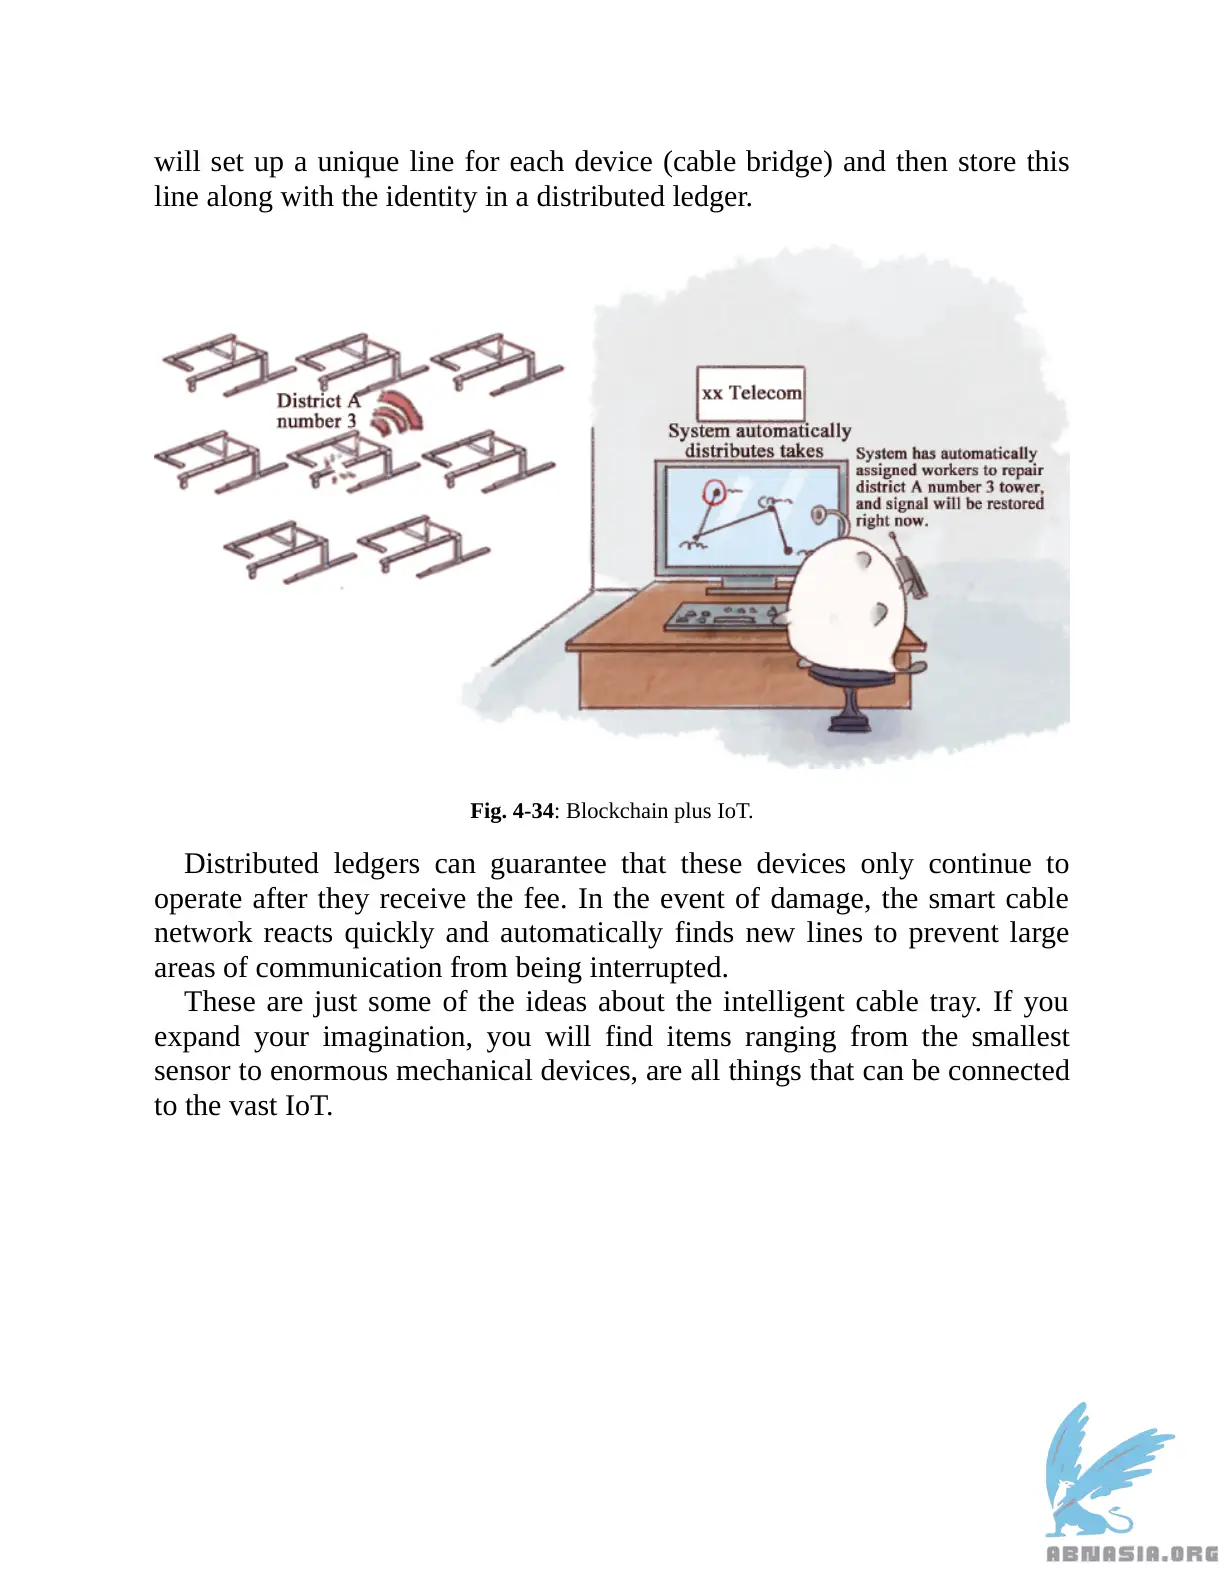 will set up a unique line for each device (cable bridge) and then store this
line along with the identity in a distributed ledger.
District A
number 3
xx Telecom
System automatically
distributes takes
System has automatically
assigned workers to repair
district A number 3 tower,
and signal will be restored
right now.
Fig. 4-34: Blockchain plus IoT.
Distributed ledgers can guarantee that these devices only continue to
operate after they receive the fee. In the event of damage, the smart cable
network reacts quickly and automatically finds new lines to prevent large
areas of communication from being interrupted.
These are just some of the ideas about the intelligent cable tray. If you
expand your imagination, you will find items ranging from the smallest
sensor to enormous mechanical devices, are all things that can be connected
to the vast IoT.
ABNASIA.ORG